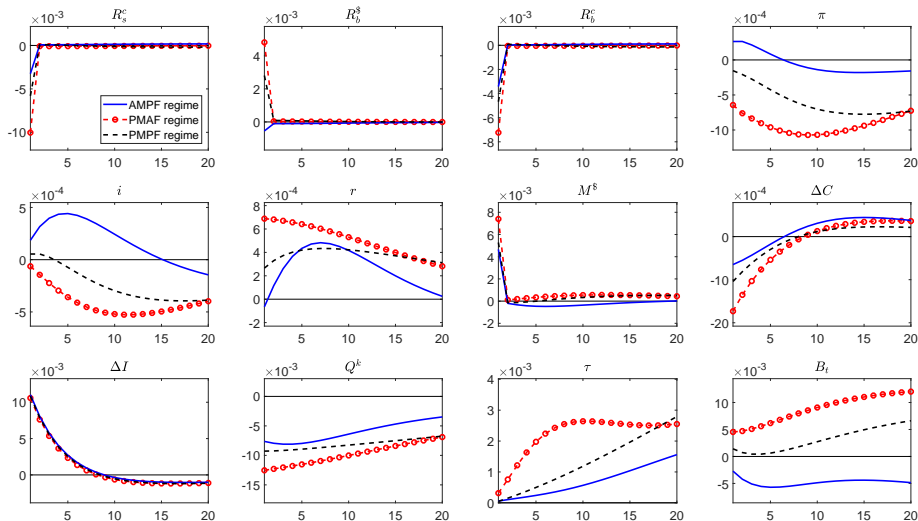 $R_s^c$
×10⁻³
0
-5
-10
AMPF regime
PMAF regime
PMPF regime
5 10 15 20
$R_b^\$$
×10⁻³
4
2
0
5 10 15 20
$R_b^c$
×10⁻³
0
-2
-4
-6
-8
5 10 15 20
π
×10⁻⁴
0
-5
-10
5 10 15 20
i
×10⁻⁴
5
0
-5
5 10 15 20
r
×10⁻⁴
8
6
4
2
0
-2
5 10 15 20
$M^\$$
×10⁻³
8
6
4
2
0
-2
5 10 15 20
ΔC
×10⁻⁴
0
-10
-20
5 10 15 20
ΔI
×10⁻³
10
5
0
5 10 15 20
$Q^k$
×10⁻³
0
-5
-10
-15
5 10 15 20
τ
×10⁻³
4
3
2
1
0
5 10 15 20
$B_t$
×10⁻³
10
5
0
-5
5 10 15 20